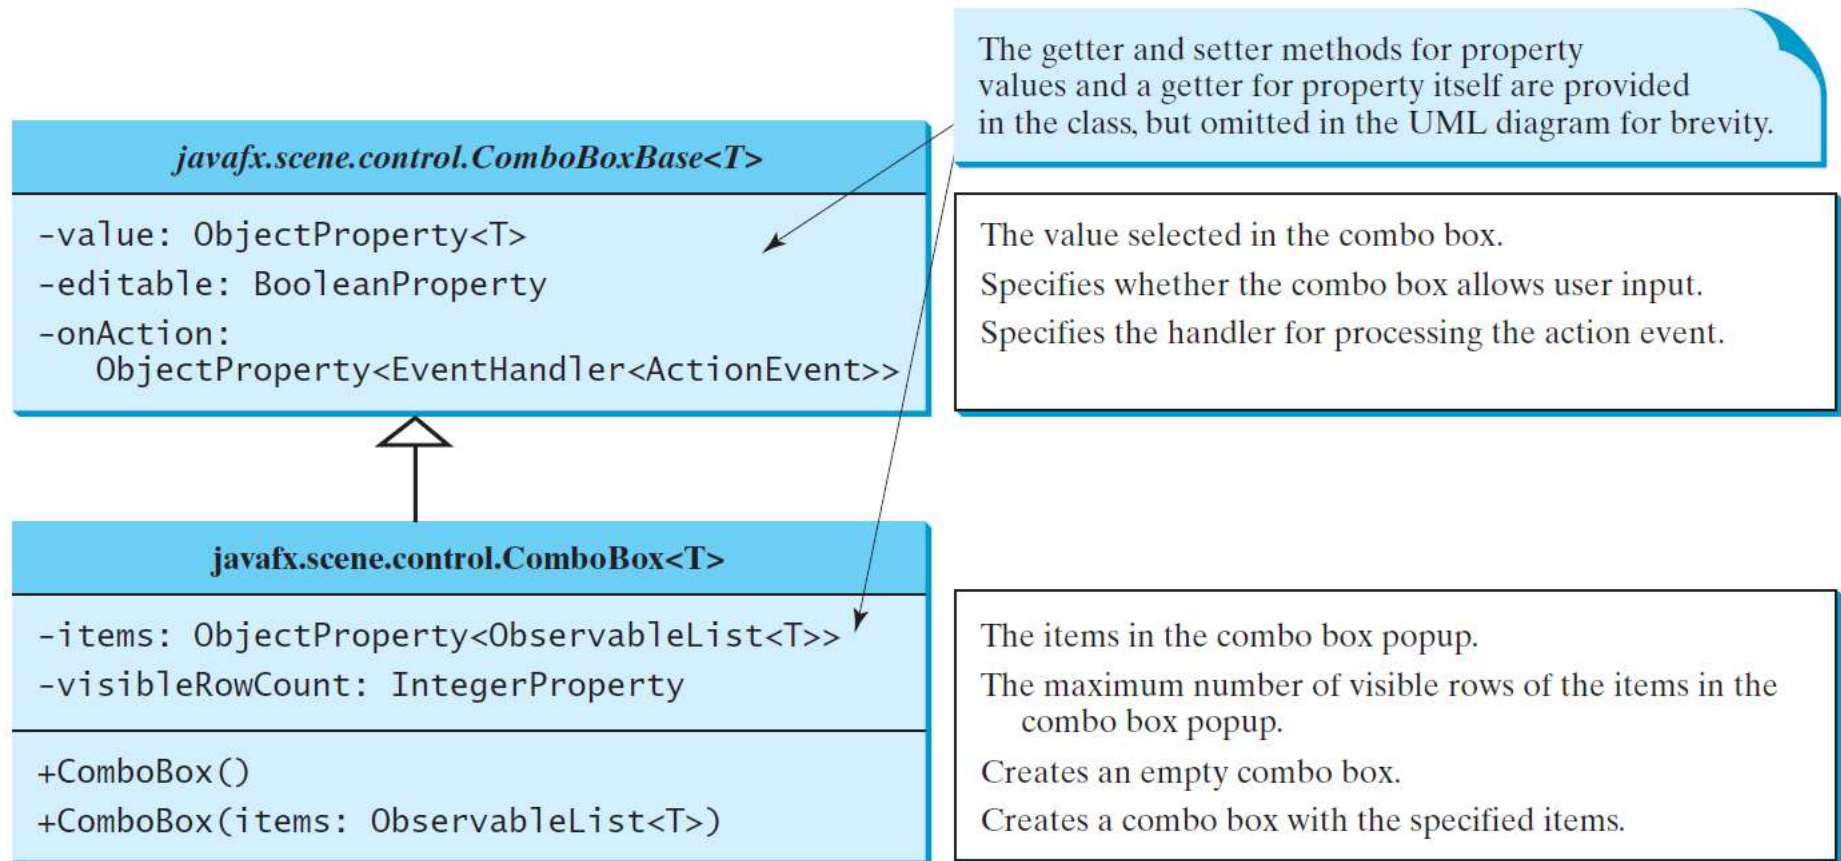 The getter and setter methods for property
values and a getter for property itself are provided
in the class, but omitted in the UML diagram for brevity.
javafx.scene.control.ComboBoxBase<T>
-value: ObjectProperty<T>
-editable: BooleanProperty
-onAction:
ObjectProperty<EventHandler<ActionEvent>>
The value selected in the combo box.
Specifies whether the combo box allows user input.
Specifies the handler for processing the action event.
javafx.scene.control.ComboBox<T>
-items: ObjectProperty<ObservableList<T>>
-visibleRowCount: IntegerProperty
+ComboBox()
+ComboBox(items: ObservableList<T>)
The items in the combo box popup.
The maximum number of visible rows of the items in the
combo box popup.
Creates an empty combo box.
Creates a combo box with the specified items.